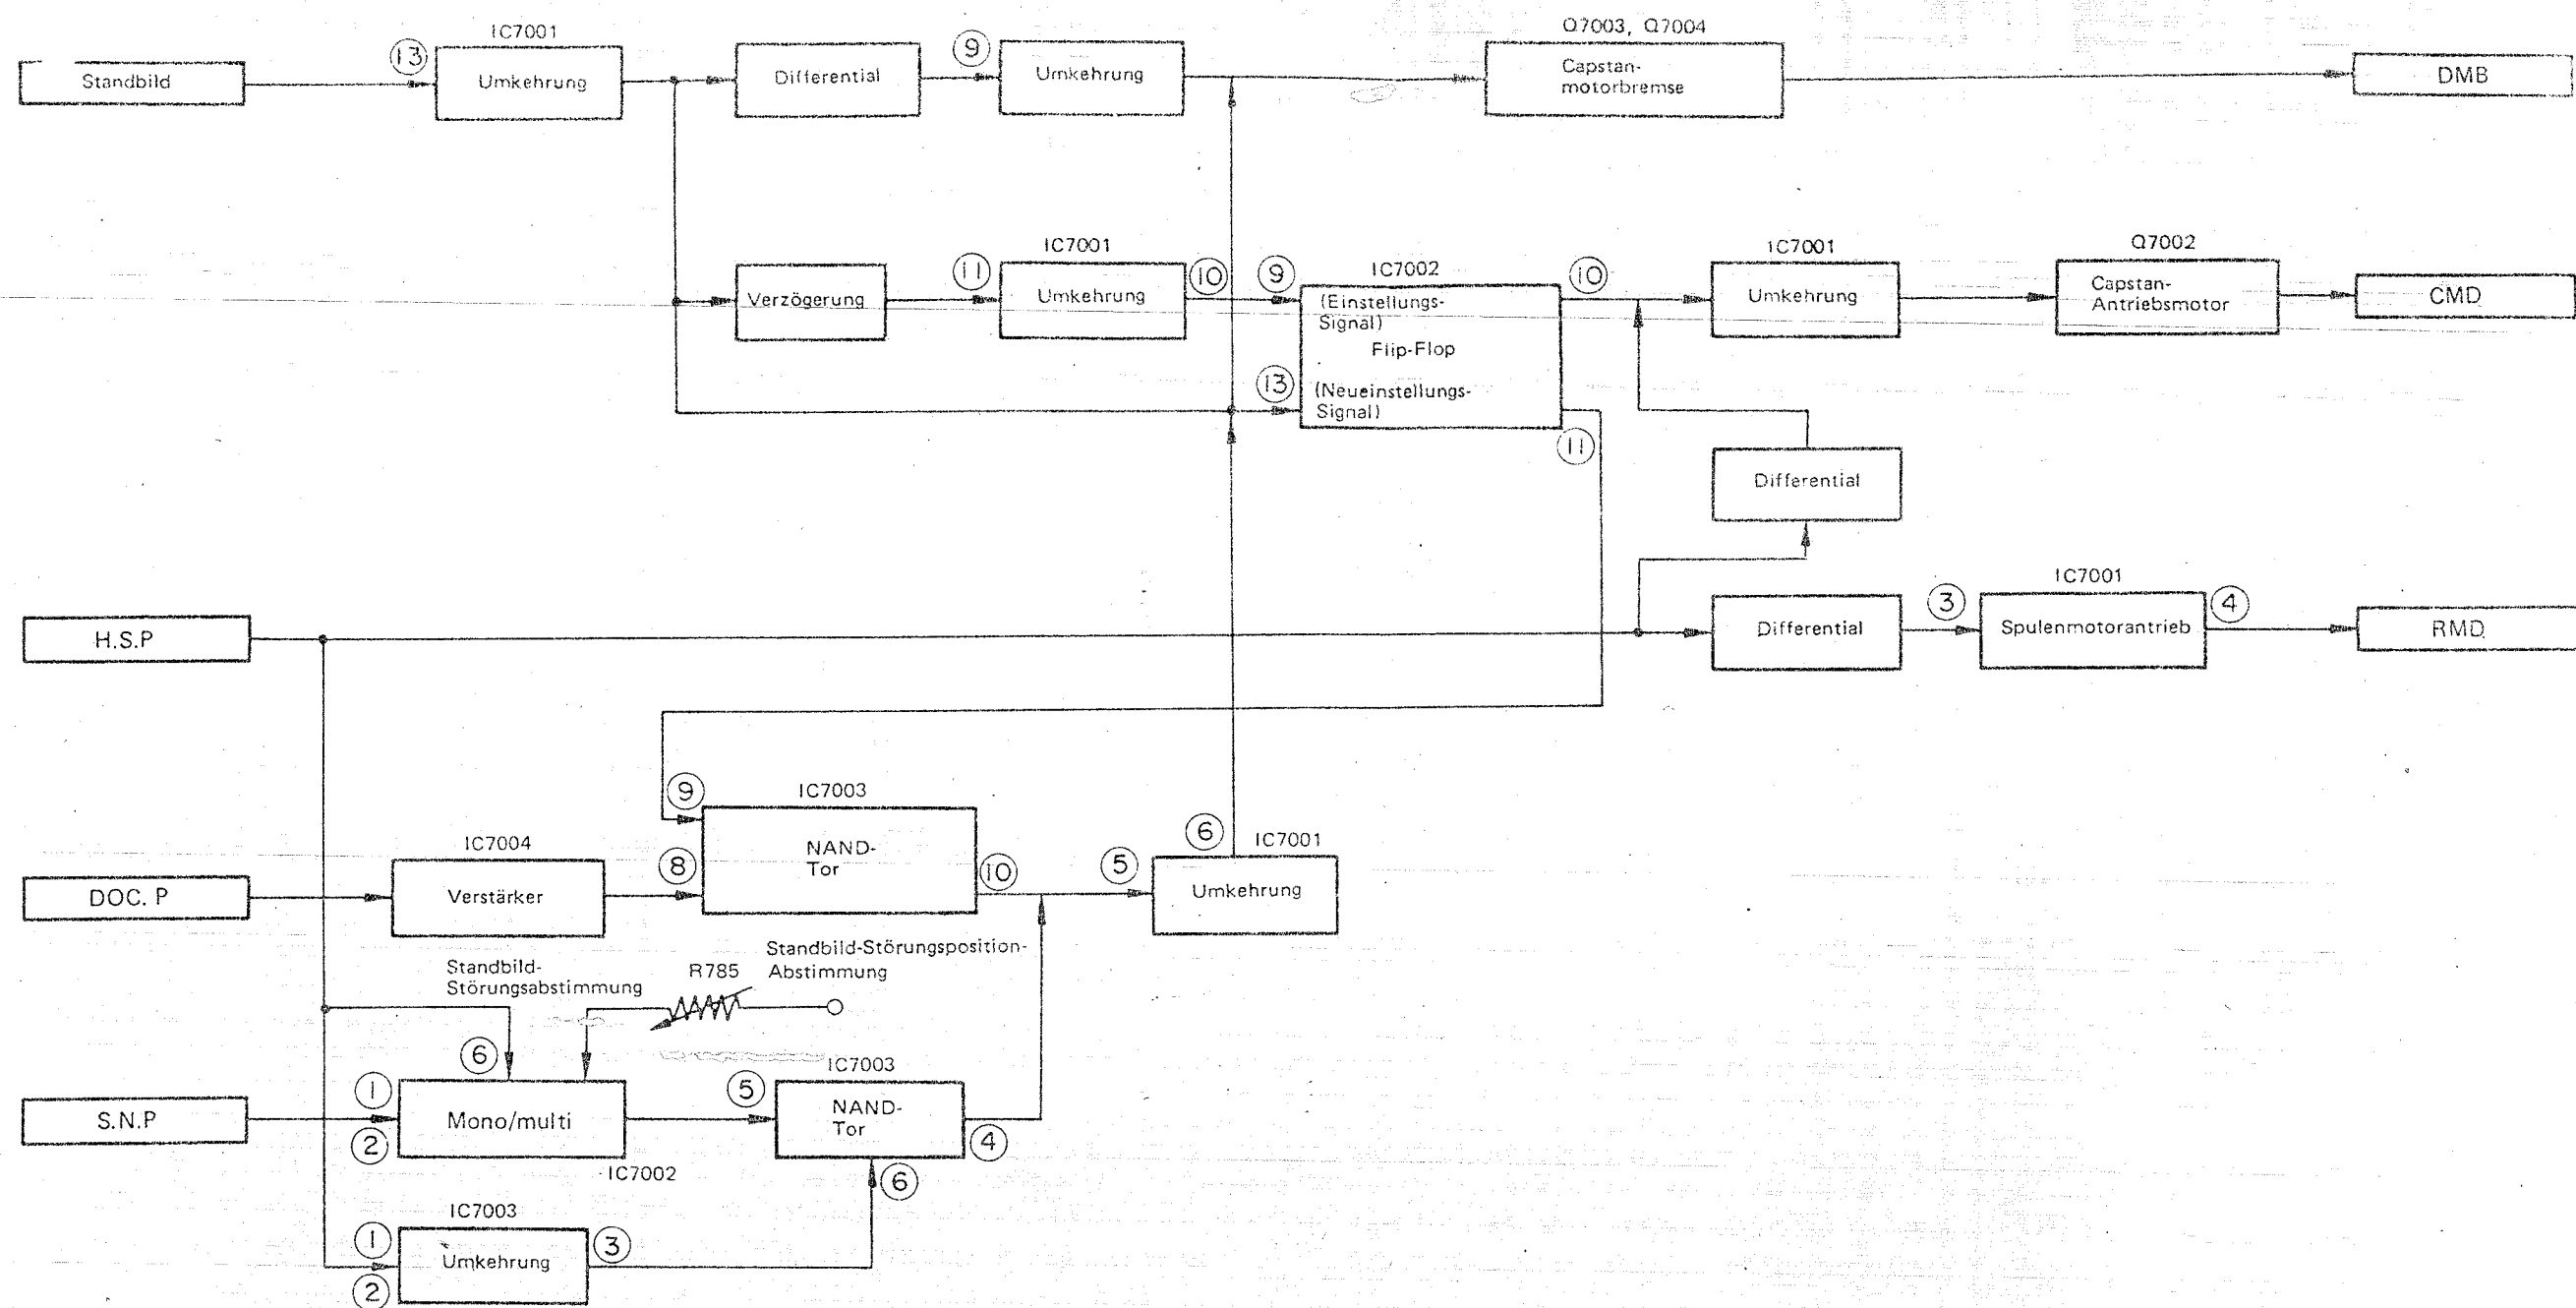 IC7001
Q7003, Q7004
Standbild
⑬
Umkehrung
Differential
⑨
Umkehrung
Capstan-
motorbremse
DMB
IC7001
IC7002
IC7001
Q7002
Verzögerung
⑪
Umkehrung
⑩
⑨
(Einstellungs-
Signal)
Flip-Flop
⑬
(Neueinstellungs-
Signal)
⑩
⑪
Umkehrung
Capstan-
Antriebsmotor
CMD
Differential
IC7001
H.S.P
Differential
③
Spulenmotorantrieb
④
RMD
IC7003
⑨
IC7004
NAND-
Tor
⑥
IC7001
DOC. P
Verstärker
⑧
⑩
⑤
Umkehrung
Standbild-
Störungsabstimmung
R785
Standbild-Störungsposition-
Abstimmung
⑥
IC7003
S.N.P
①
②
Mono/multi
IC7002
⑤
NAND-
Tor
④
⑥
IC7003
①
②
Umkehrung
③